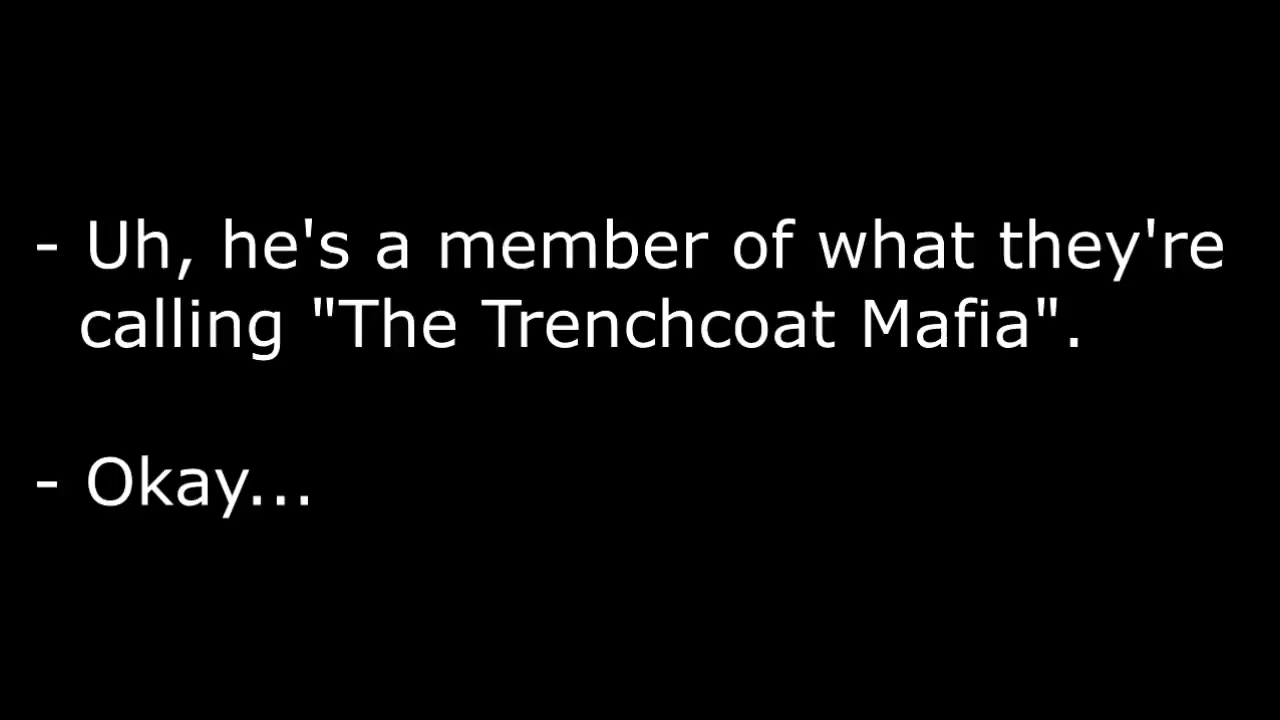 - Uh, he's a member of what they're
calling "The Trenchcoat Mafia".
- Okay...